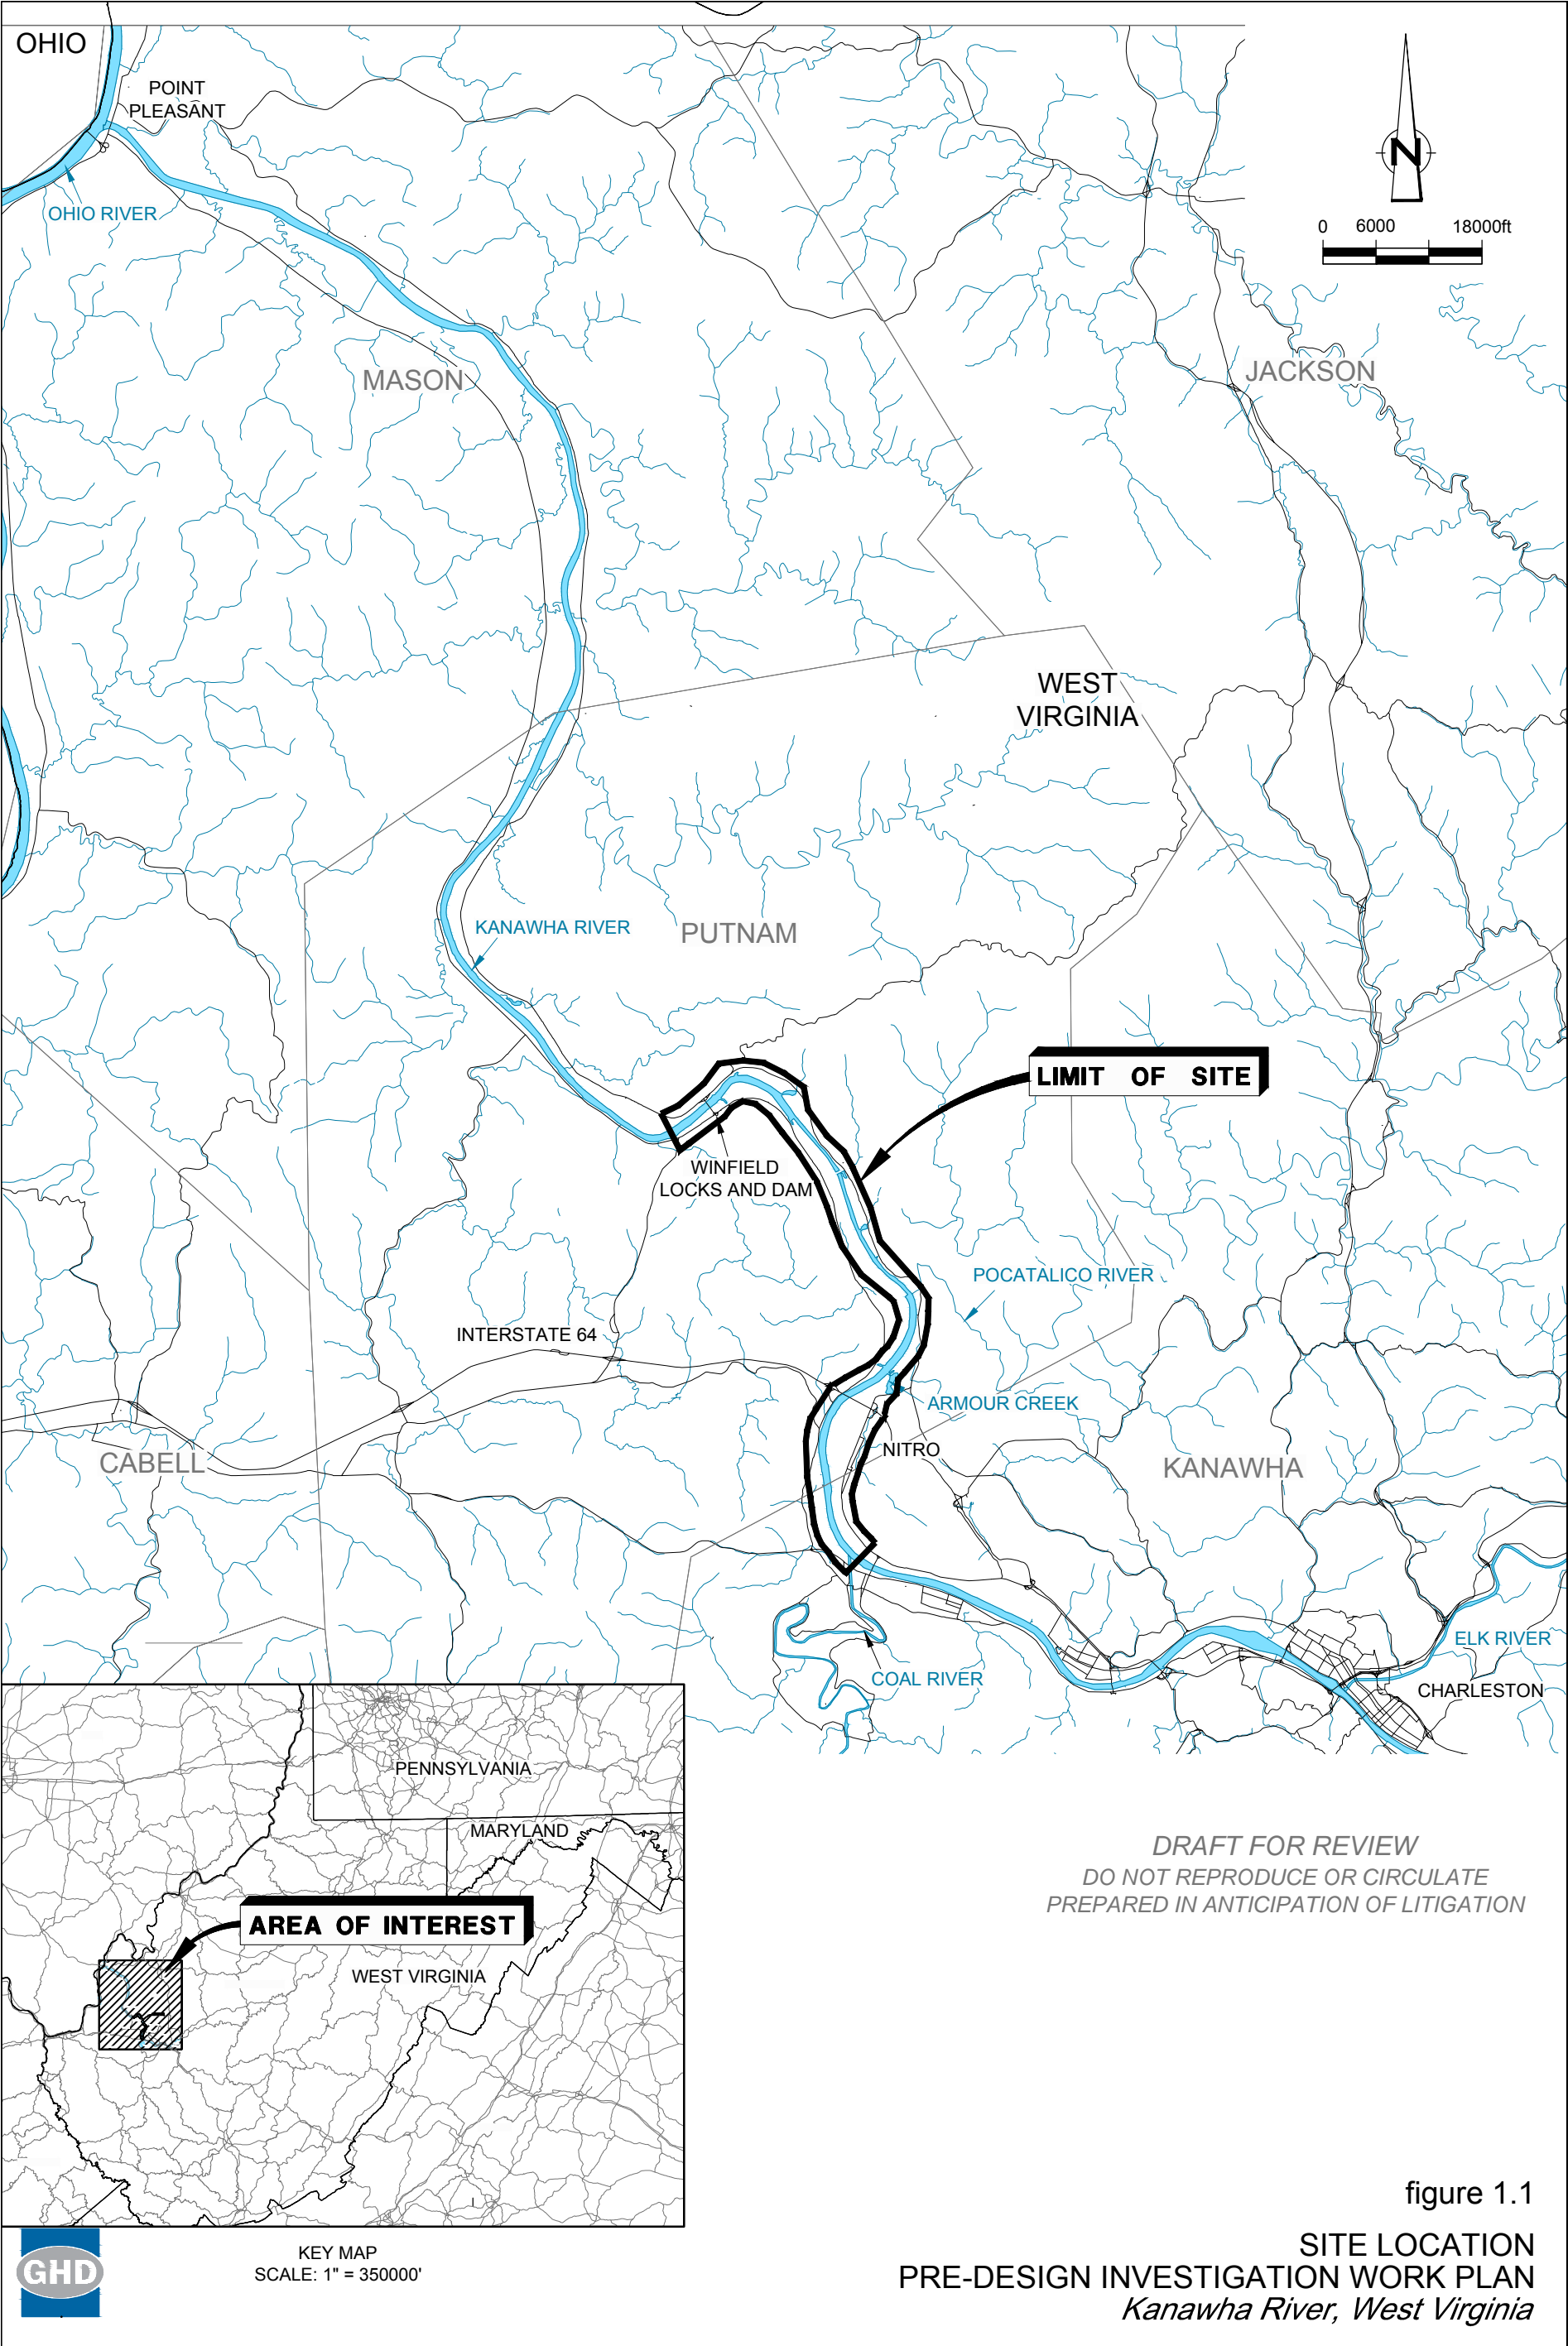 OHIO
POINT
PLEASANT
OHIO RIVER
N
0 6000 18000ft
MASON
JACKSON
WEST
VIRGINIA
KANAWHA RIVER
PUTNAM
LIMIT OF SITE
WINFIELD
LOCKS AND DAM
POCATALICO RIVER
INTERSTATE 64
ARMOUR CREEK
NITRO
CABELL
KANAWHA
ELK RIVER
COAL RIVER
CHARLESTON
PENNSYLVANIA
MARYLAND
AREA OF INTEREST
WEST VIRGINIA
DRAFT FOR REVIEW
DO NOT REPRODUCE OR CIRCULATE
PREPARED IN ANTICIPATION OF LITIGATION
figure 1.1
GHD
KEY MAP
SCALE: 1" = 350000'
SITE LOCATION
PRE-DESIGN INVESTIGATION WORK PLAN
Kanawha River, West Virginia